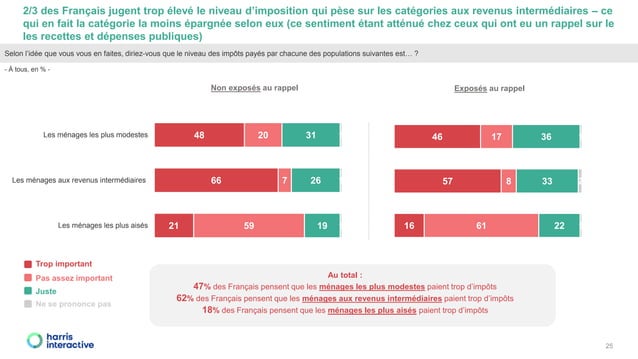 2/3 des Français jugent trop élevé le niveau d'imposition qui pèse sur les catégories aux revenus intermédiaires – ce
qui en fait la catégorie la moins épargnée selon eux (ce sentiment étant atténué chez ceux qui ont eu un rappel sur le
les recettes et dépenses publiques)
Selon l'idée que vous vous en faites, diriez-vous que le niveau des impôts payés par chacune des populations suivantes est… ?
- À tous, en % -
Non exposés au rappel
Exposés au rappel
Les ménages les plus modestes
48 20 31
46 17 36
Les ménages aux revenus intermédiaires
66 7 26
57 8 33
Les ménages les plus aisés
21 59 19
16 61 22
Trop important
Pas assez important
Juste
Ne se prononce pas
Au total :
47% des Français pensent que les ménages les plus modestes paient trop d'impôts
62% des Français pensent que les ménages aux revenus intermédiaires paient trop d'impôts
18% des Français pensent que les ménages les plus aisés paient trop d'impôts
harris
interactive
25